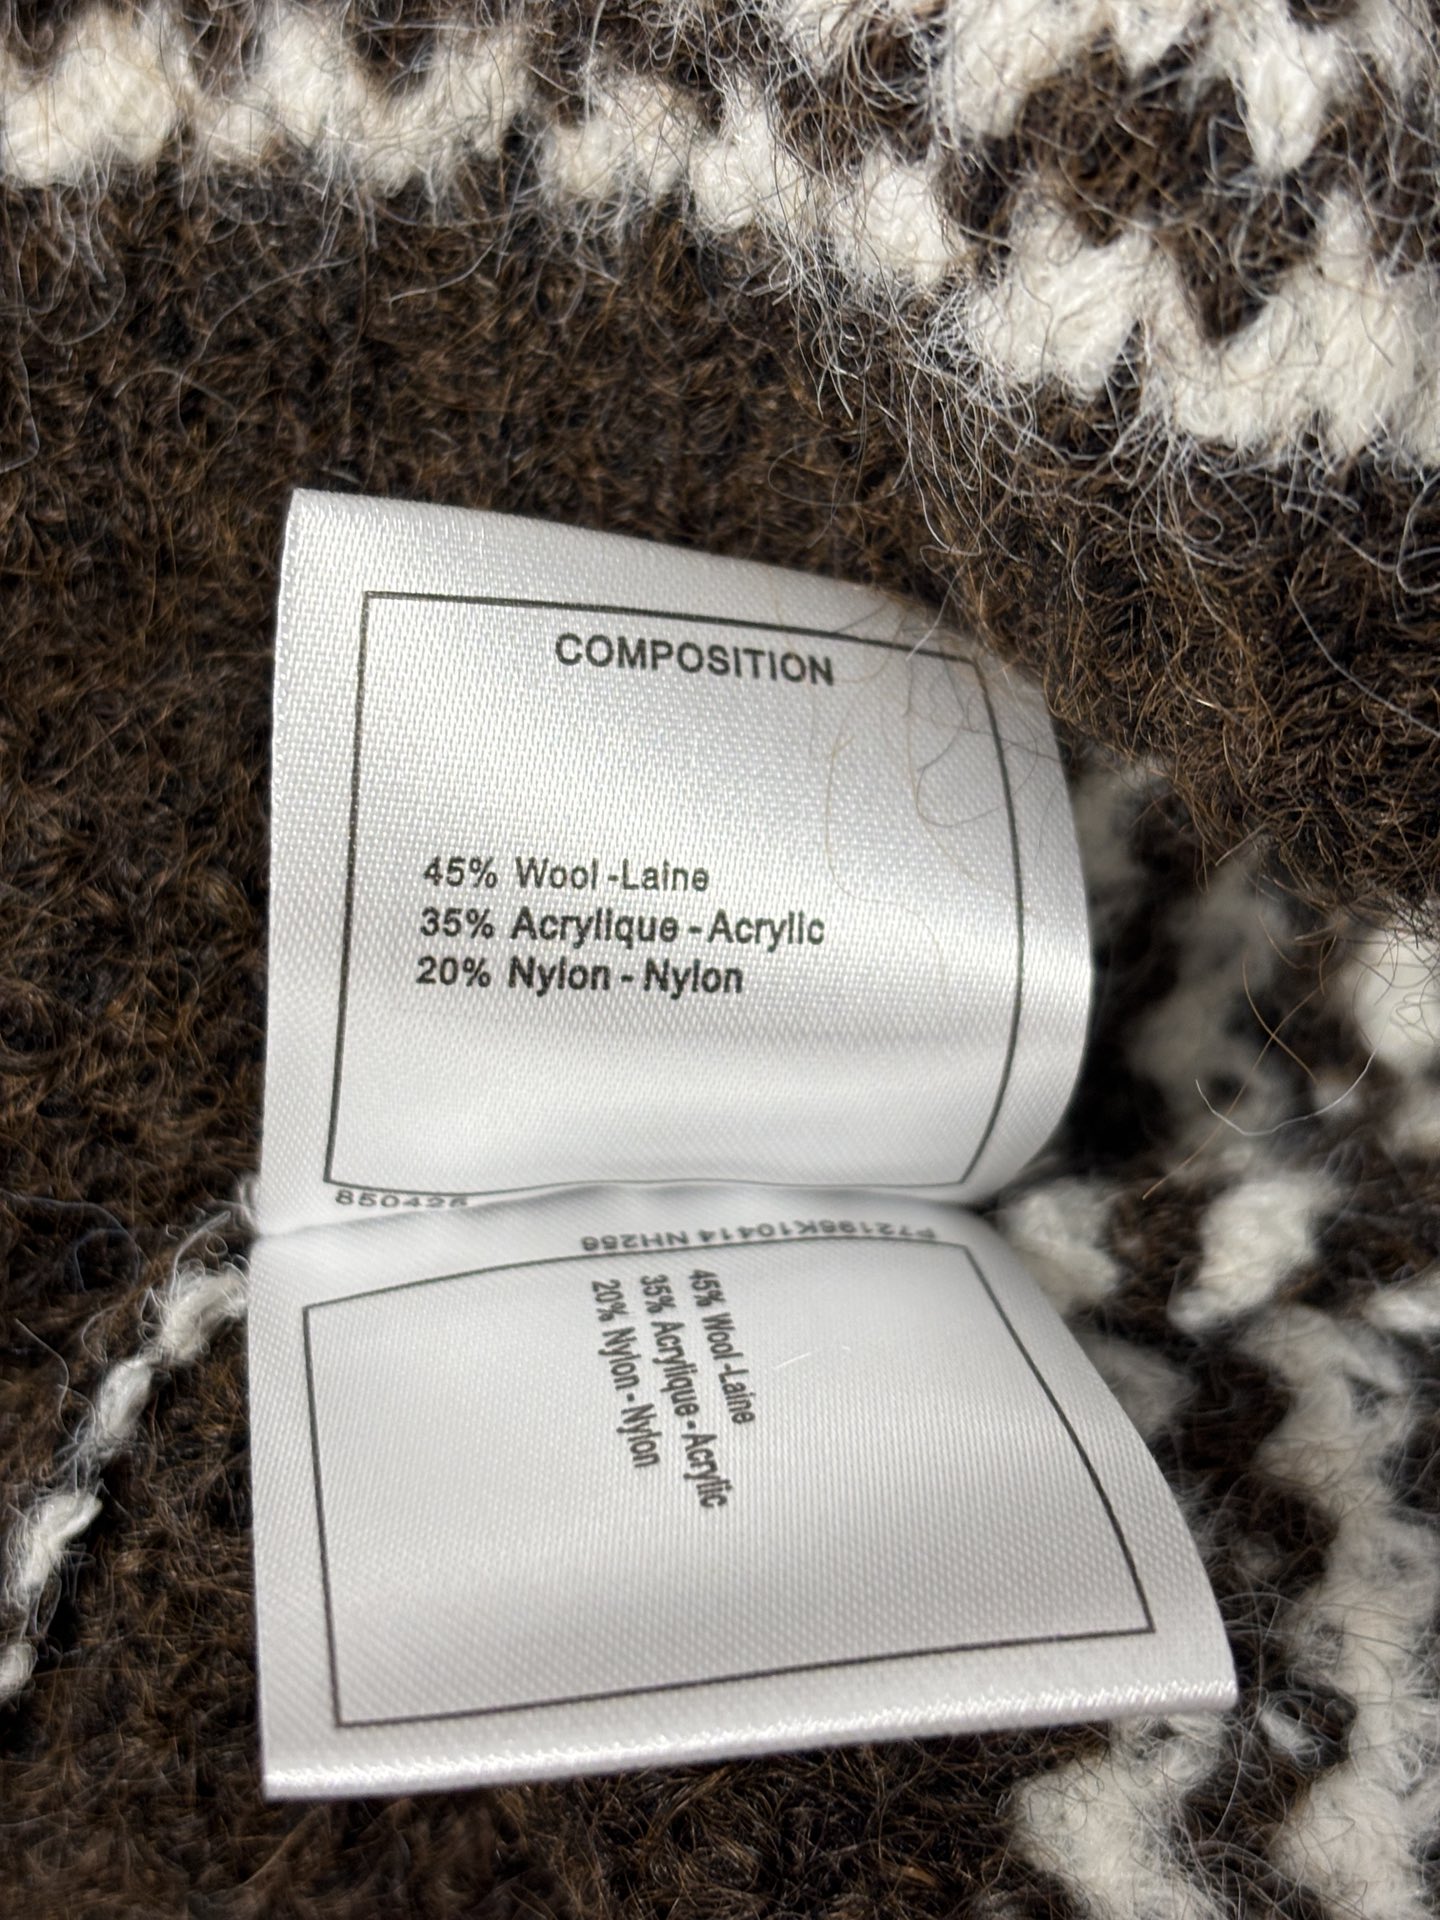 COMPOSITION
45% Wool -Laine
35% Acrylique - Acrylic
20% Nylon - Nylon
850426
P72196K10414 NH256
45% Wool -Laine
35% Acrylique - Acrylic
20% Nylon - Nylon